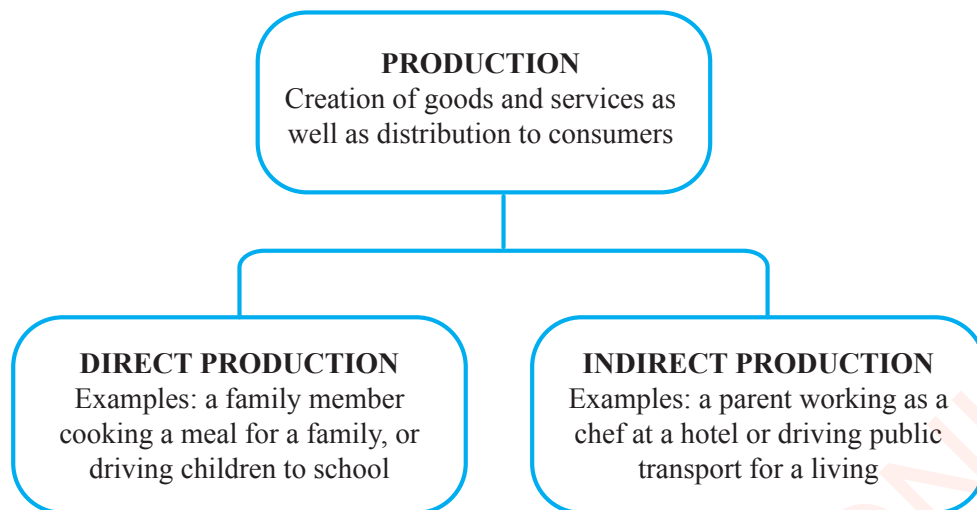 PRODUCTION
Creation of goods and services as
well as distribution to consumers
DIRECT PRODUCTION
Examples: a family member
cooking a meal for a family, or
driving children to school
INDIRECT PRODUCTION
Examples: a parent working as a
chef at a hotel or driving public
transport for a living